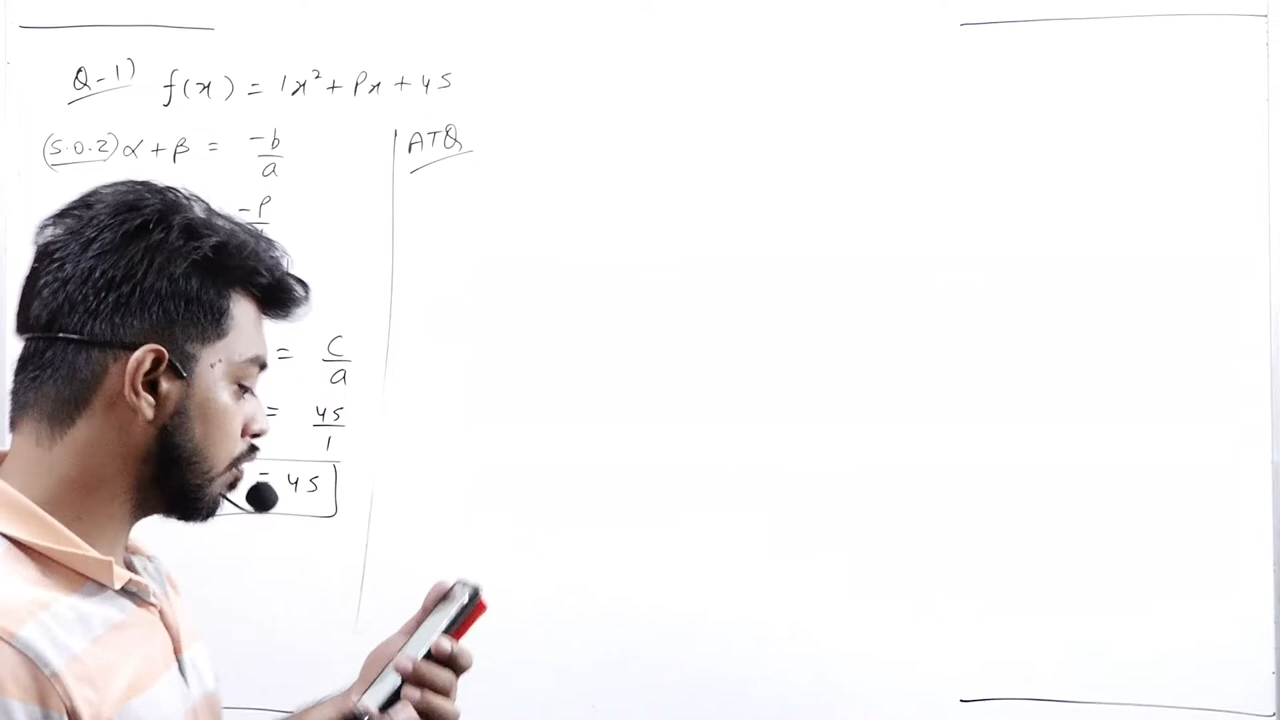 Q-1) f(x) = 1x² + Px + 45
(S.O.Z) α + β = -b/a
-P
= C/a
= 45/1
= 45
ATQ